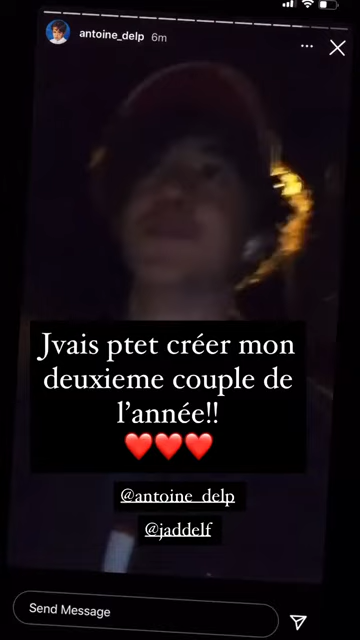 antoine_delp 6m
Jvais ptet créer mon
deuxieme couple de
l'année!!
@antoine_delp
@jaddelf
Send Message